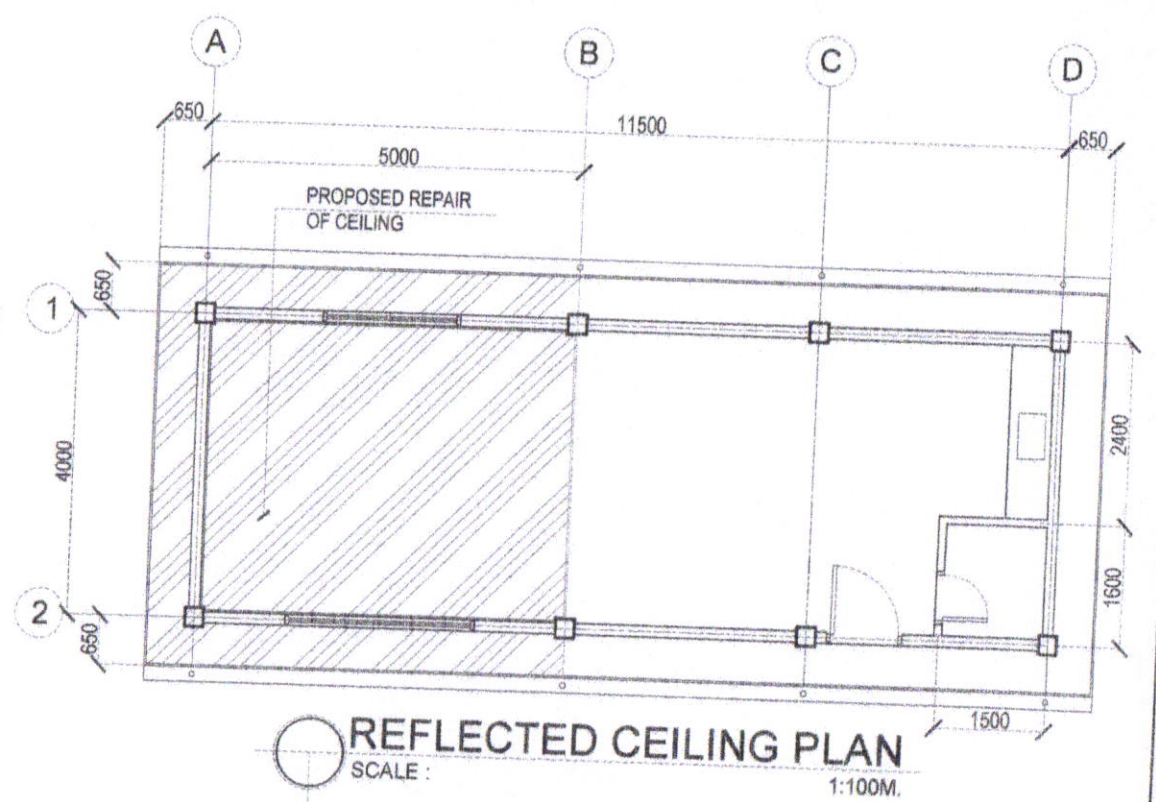 A
B
C
D
650
11500
650
5000
PROPOSED REPAIR
OF CEILING
650
1
4000
2400
2
1600
650
1500
REFLECTED CEILING PLAN
SCALE :
1:100M.